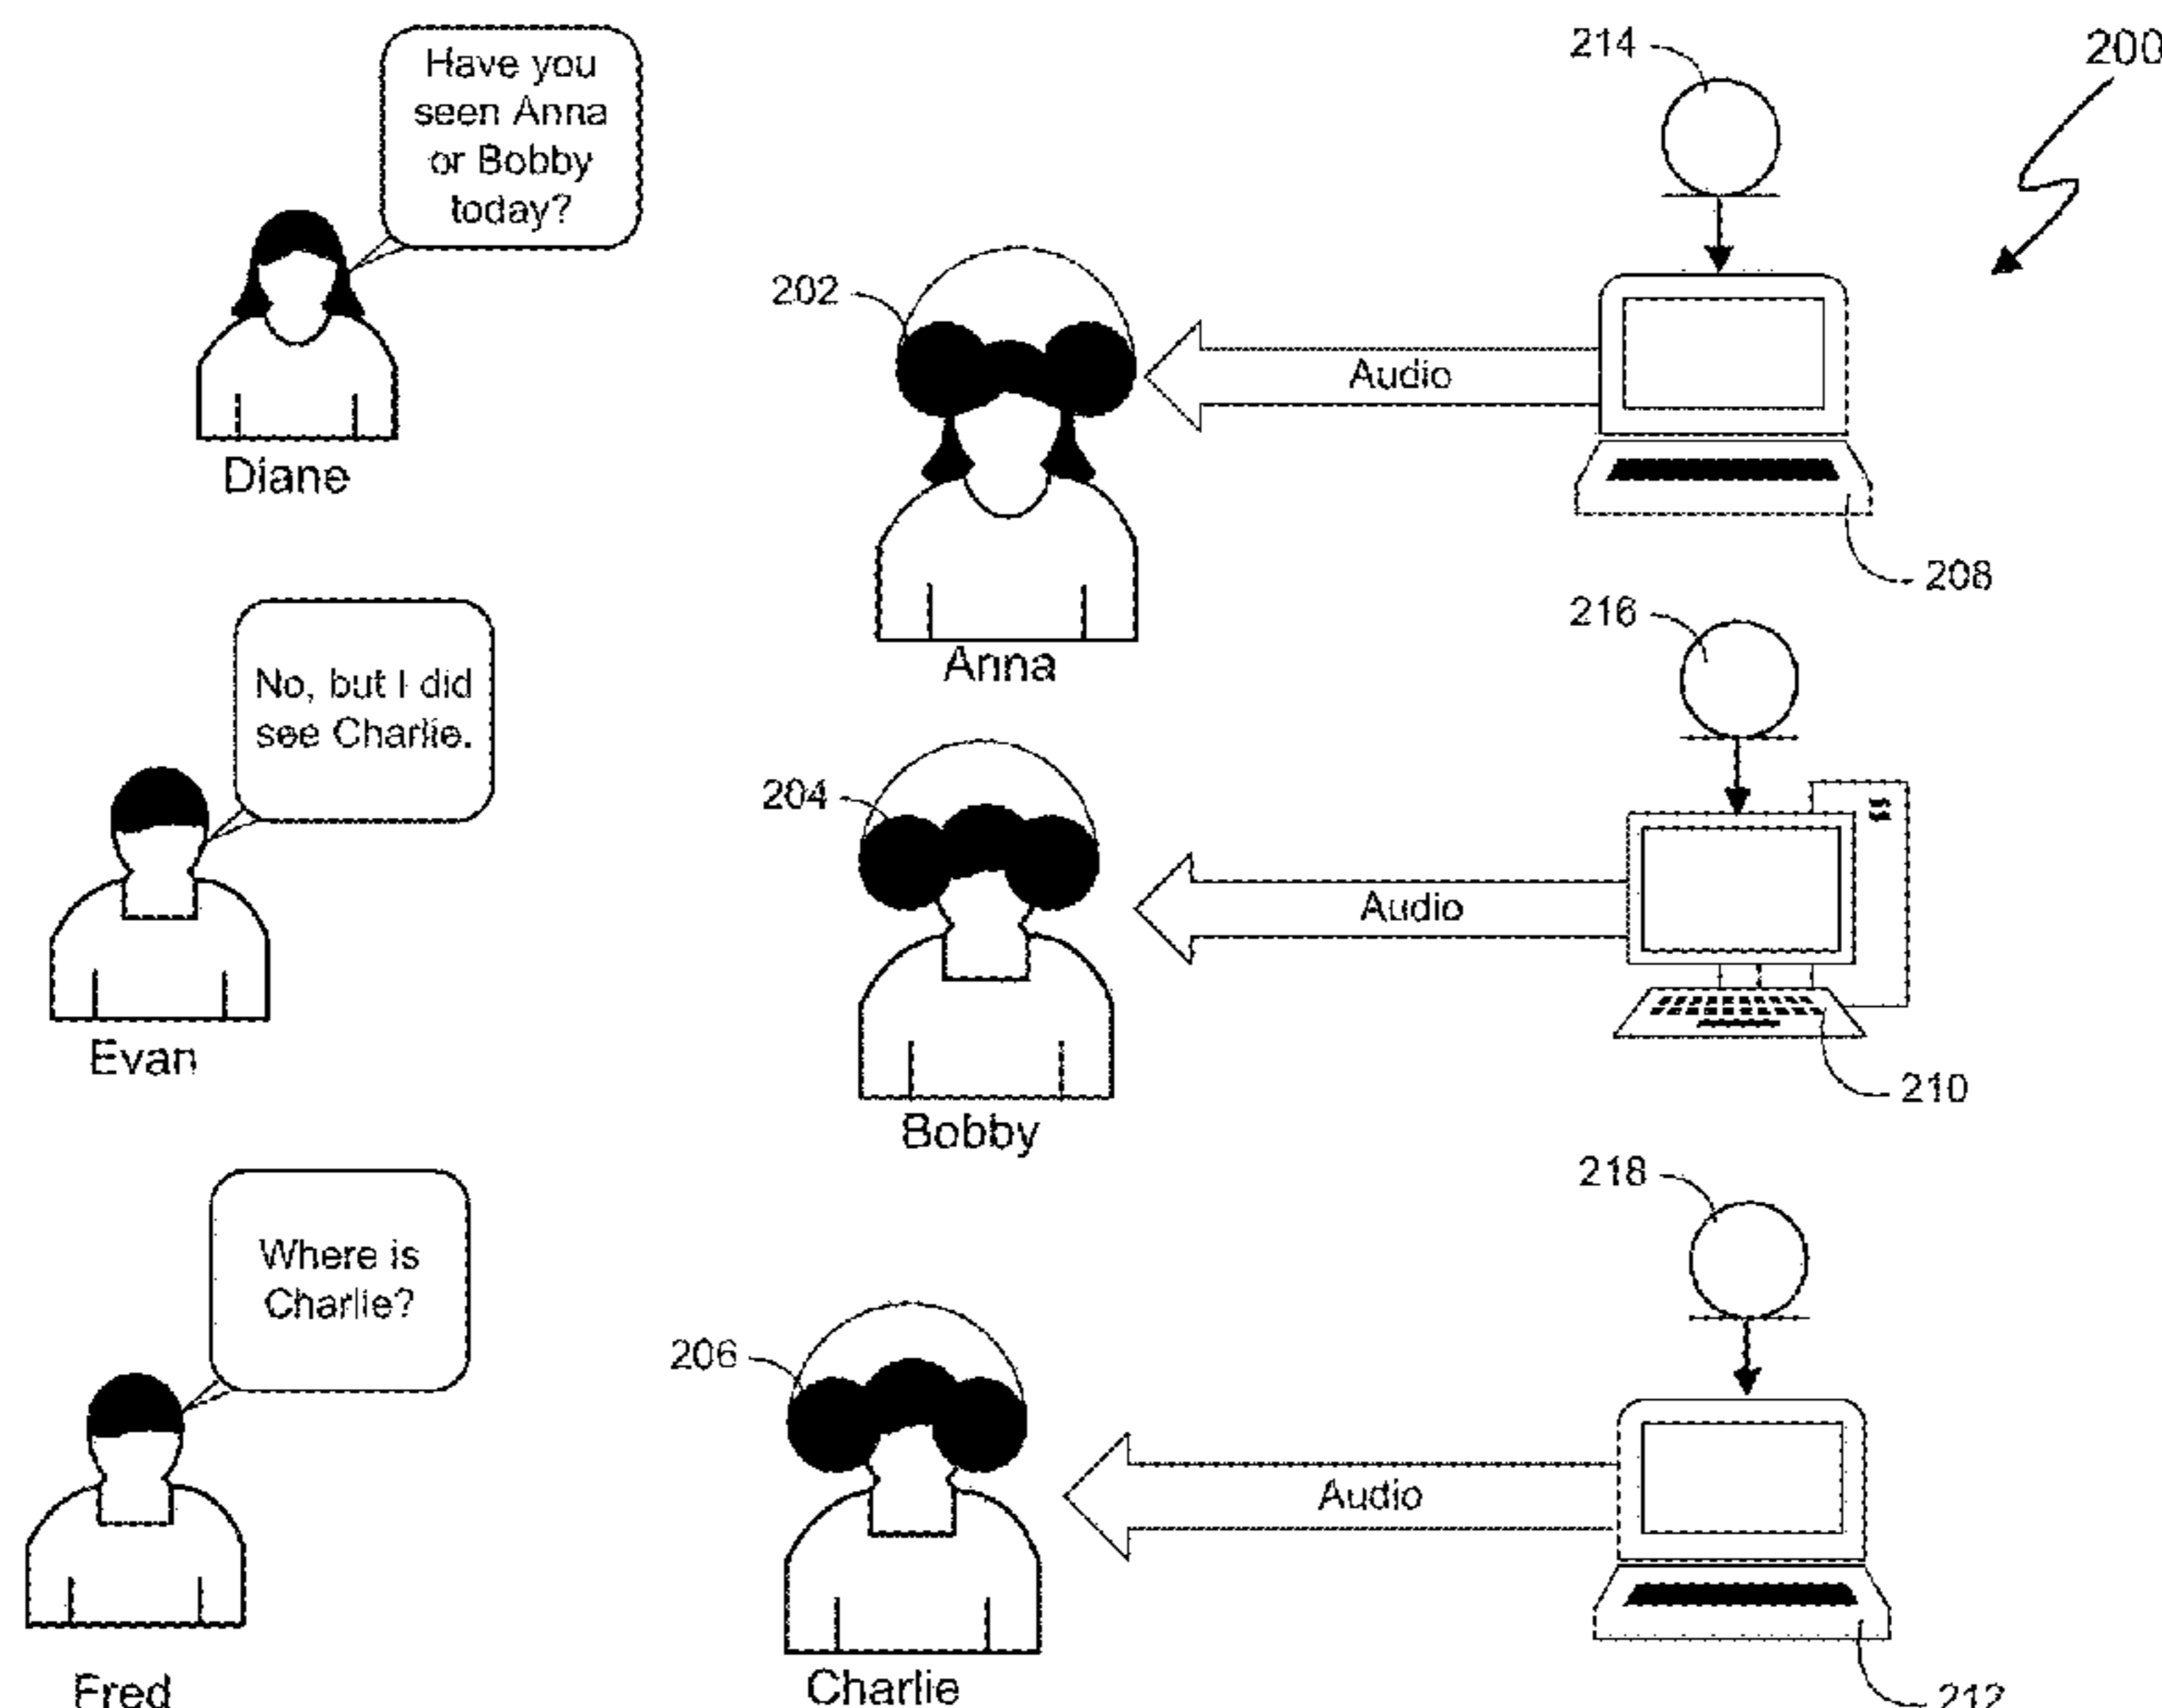 Have you
seen Anna
or Bobby
today?
214
200
202
Audio
Diane
208
Anna
216
No, but I did
see Charlie.
204
Audio
Evan
210
Bobby
218
Where is
Charlie?
206
Audio
Fred
Charlie
212